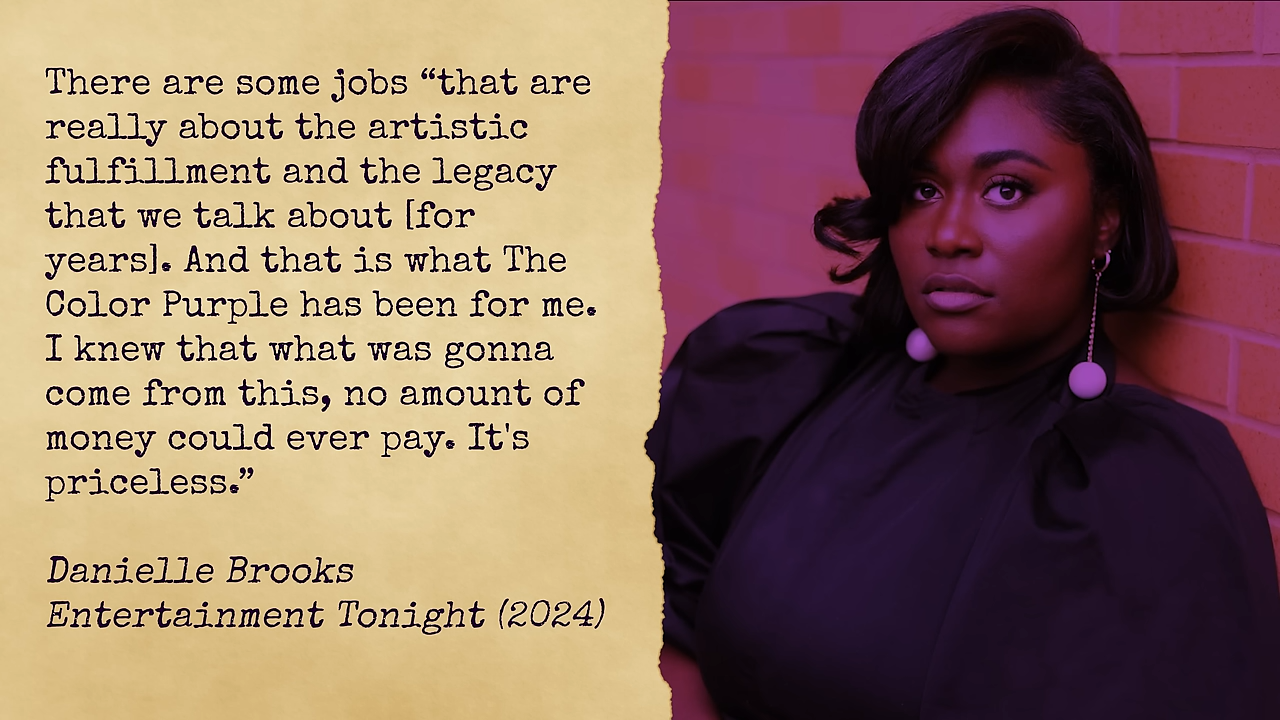 There are some jobs “that are
really about the artistic
fulfillment and the legacy
that we talk about [for
years]. And that is what The
Color Purple has been for me.
I knew that what was gonna
come from this, no amount of
money could ever pay. It's
priceless.”
Danielle Brooks
Entertainment Tonight (2024)